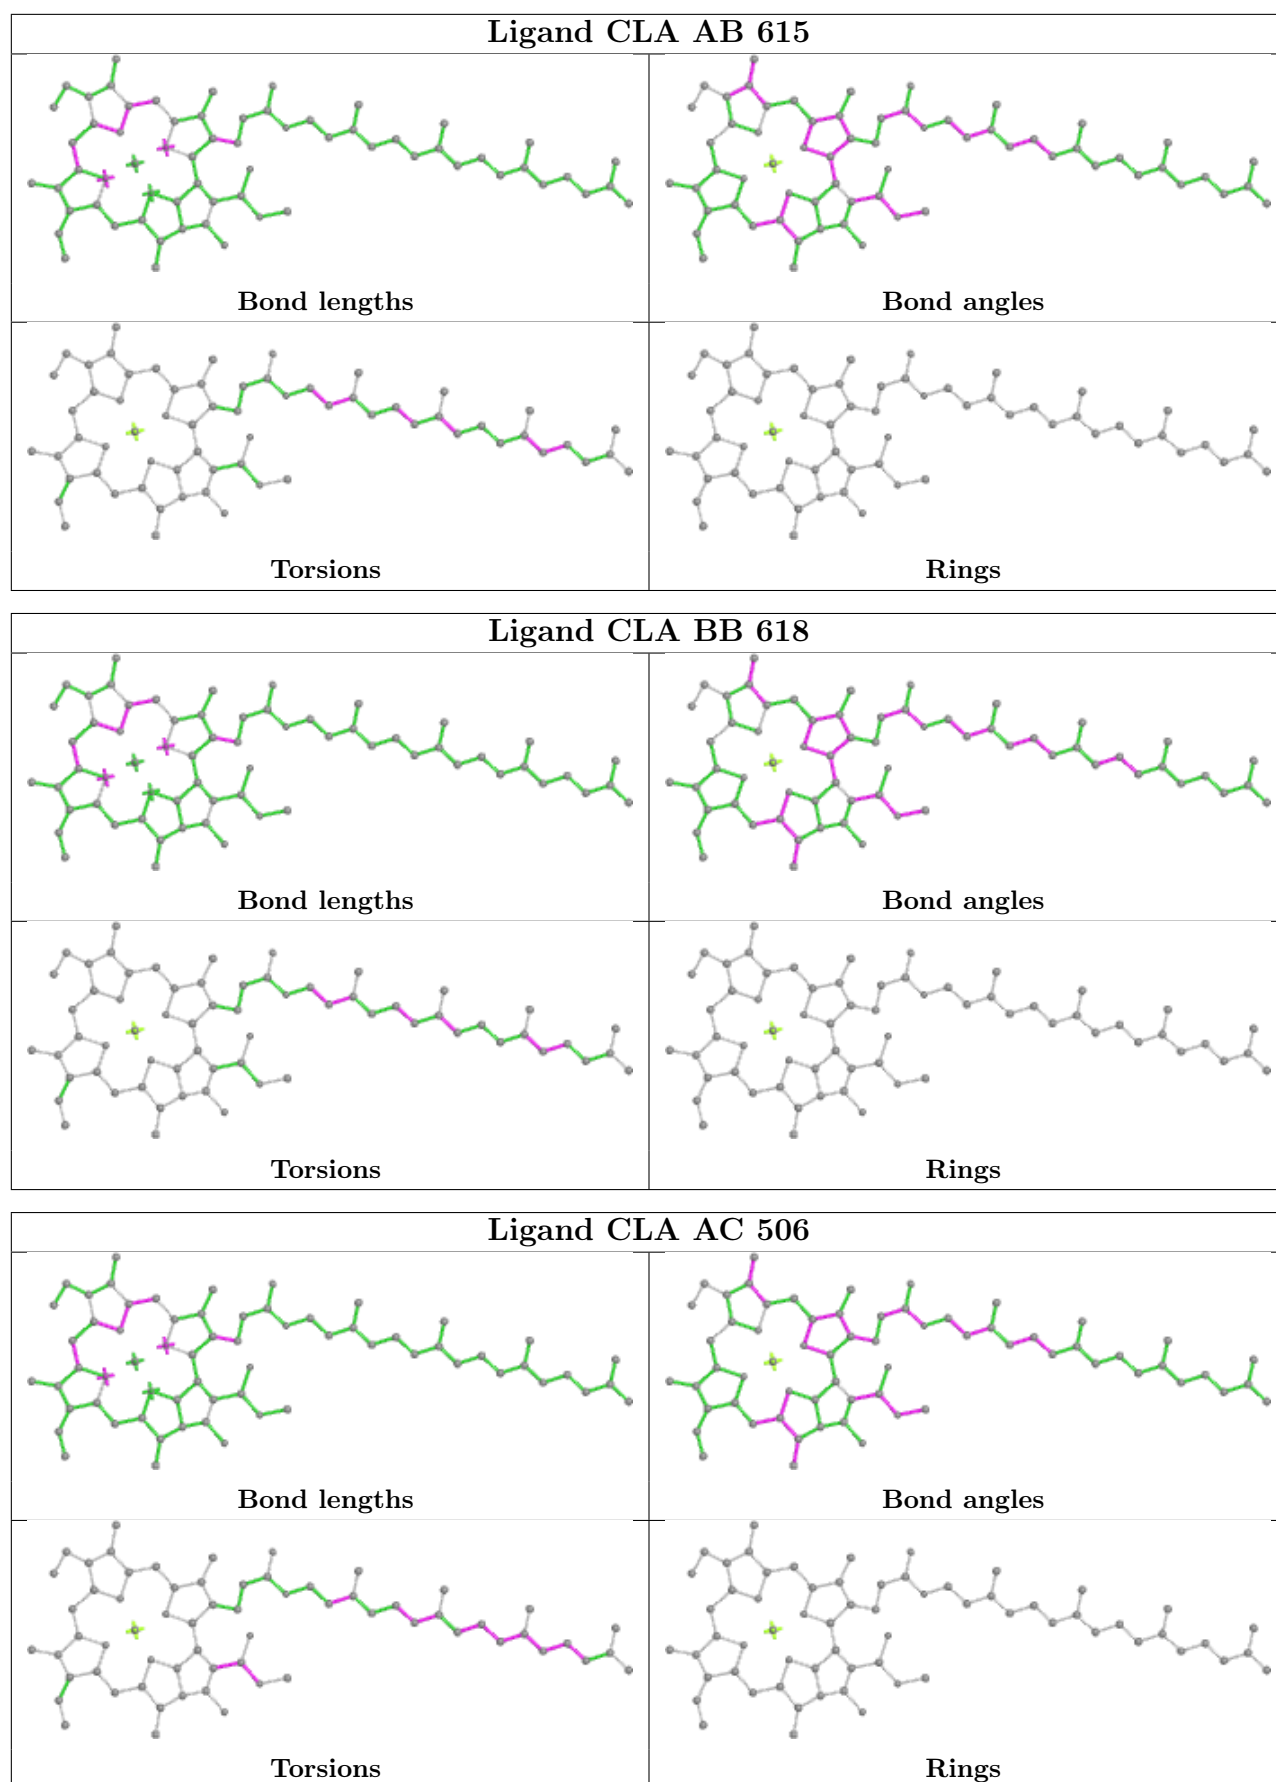 Ligand CLA AB 615
Bond lengths
Bond angles
Torsions
Rings
Ligand CLA BB 618
Bond lengths
Bond angles
Torsions
Rings
Ligand CLA AC 506
Bond lengths
Bond angles
Torsions
Rings